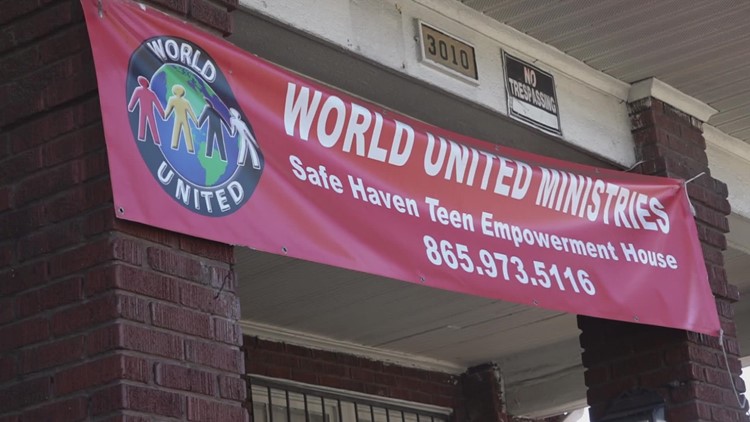 3010
NO
TRESPASSING
WORLD
UNITED
WORLD UNITED MINISTRIES
Safe Haven Teen Empowerment House
865.973.5116